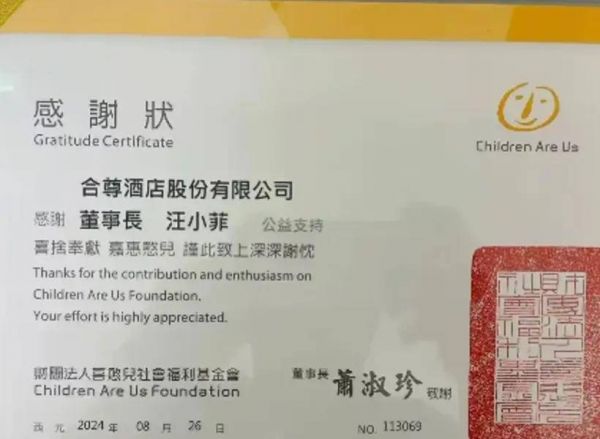 感謝狀
Gratitude Certificate
Children Are Us
合尊酒店股份有限公司
感謝 董事長 汪小菲 公益支持
喜捨奉獻 嘉惠憨兒 謹此致上深深謝忱
Thanks for the contribution and enthusiasm on
Children Are Us Foundation.
Your effort is highly appreciated.
財團法人喜憨兒社會福利基金會
Children Are Us Foundation
董事長 蕭淑珍 敬謝
西元 2024 年 08 月 26 日
NO. 113069